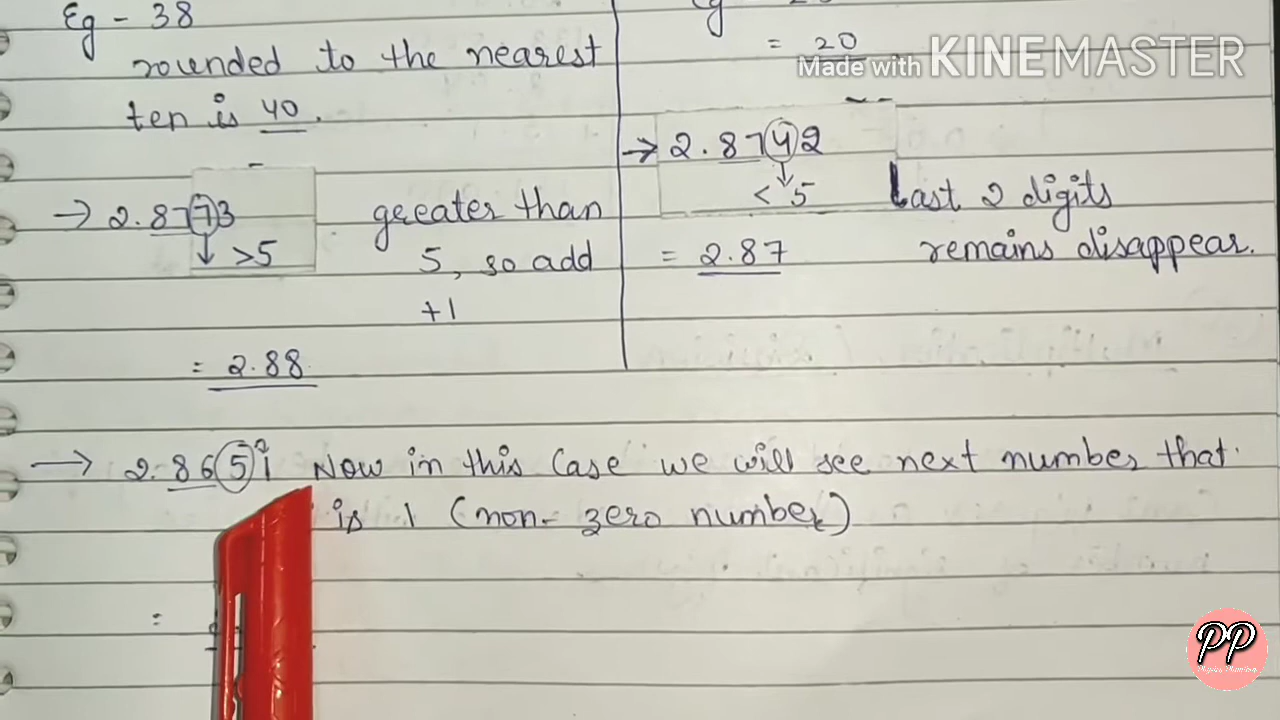 Eg - 38
rounded to the nearest
ten is 40.
→ 2.8773
↓ >5
greater than
5, so add
+1
= 2.88
= 20
Made with KINEMASTER
→ 2.8742
< 5
= 2.87
Last 2 digits
remains disappear.
→ 2.8651 Now in this case we will see next number that
is 1 (non-zero number)
=
PP